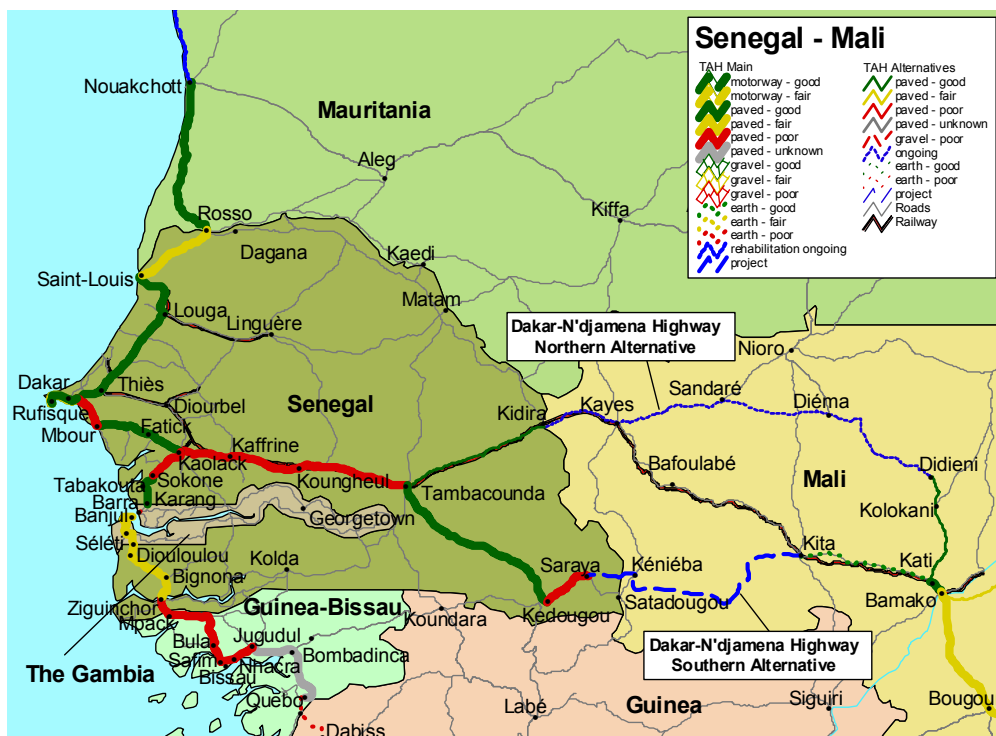 Senegal - Mali
TAH Main
motorway - good
motorway - fair
paved - good
paved - fair
paved - poor
paved - unknown
gravel - good
gravel - fair
gravel - poor
earth - good
earth - fair
earth - poor
rehabilitation ongoing
project
TAH Alternatives
paved - good
paved - fair
paved - poor
paved - unknown
gravel - poor
ongoing
earth - good
earth - poor
project
Roads
Railway
Nouakchott
Mauritania
Aleg
Kiffa
Rosso
Dagana
Kaedi
Saint-Louis
Matam
Louga
Linguère
Dakar-N'djamena Highway
Northern Alternative
Nioro
Dakar
Thiès
Sandaré
Diéma
Rufisque
Diourbel
Senegal
Kidira
Kayes
Mbour
Fatick
Kaffrine
Kaolack
Bafoulabé
Didieni
Mali
Sokone
Koungheul
Tabakouta
Tambacounda
Karang
Barra
Kolokani
Banjul
Georgetown
Séléti
Kita
Kati
Diouloulou
Kolda
Saraya
Kéniéba
Bignona
Bamako
Satadougou
Ziguinchor
Guinea-Bissau
Kedougou
Mpack
Koundara
Bula
Jugudul
Dakar-N'djamena Highway
Southern Alternative
Bombadinca
Safim
Nhacra
The Gambia
Bissau
Quebo
Labé
Guinea
Siguiri
Bougou
Dabiss